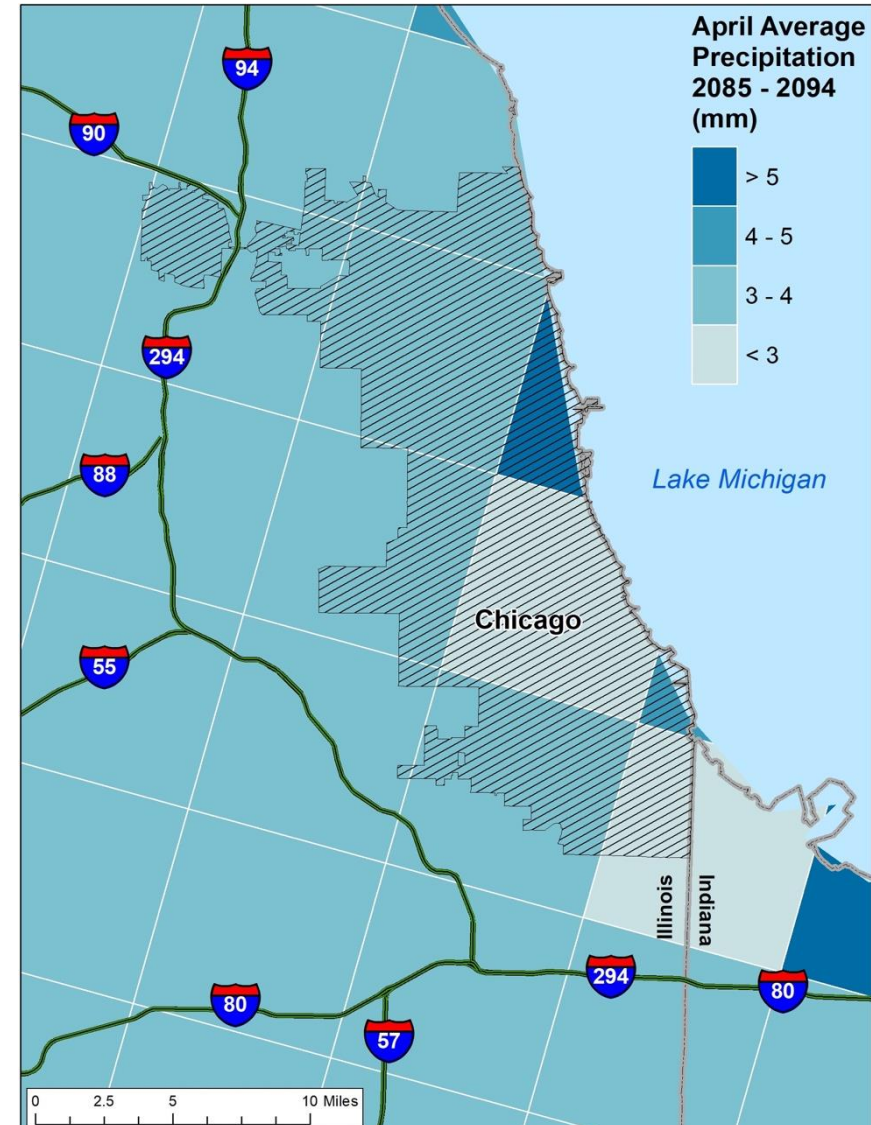 April Average
Precipitation
2085 - 2094
(mm)
> 5
4 - 5
3 - 4
< 3
94
90
294
88
Lake Michigan
Chicago
55
Illinois
Indiana
294
80
80
57
0 2.5 5 10 Miles